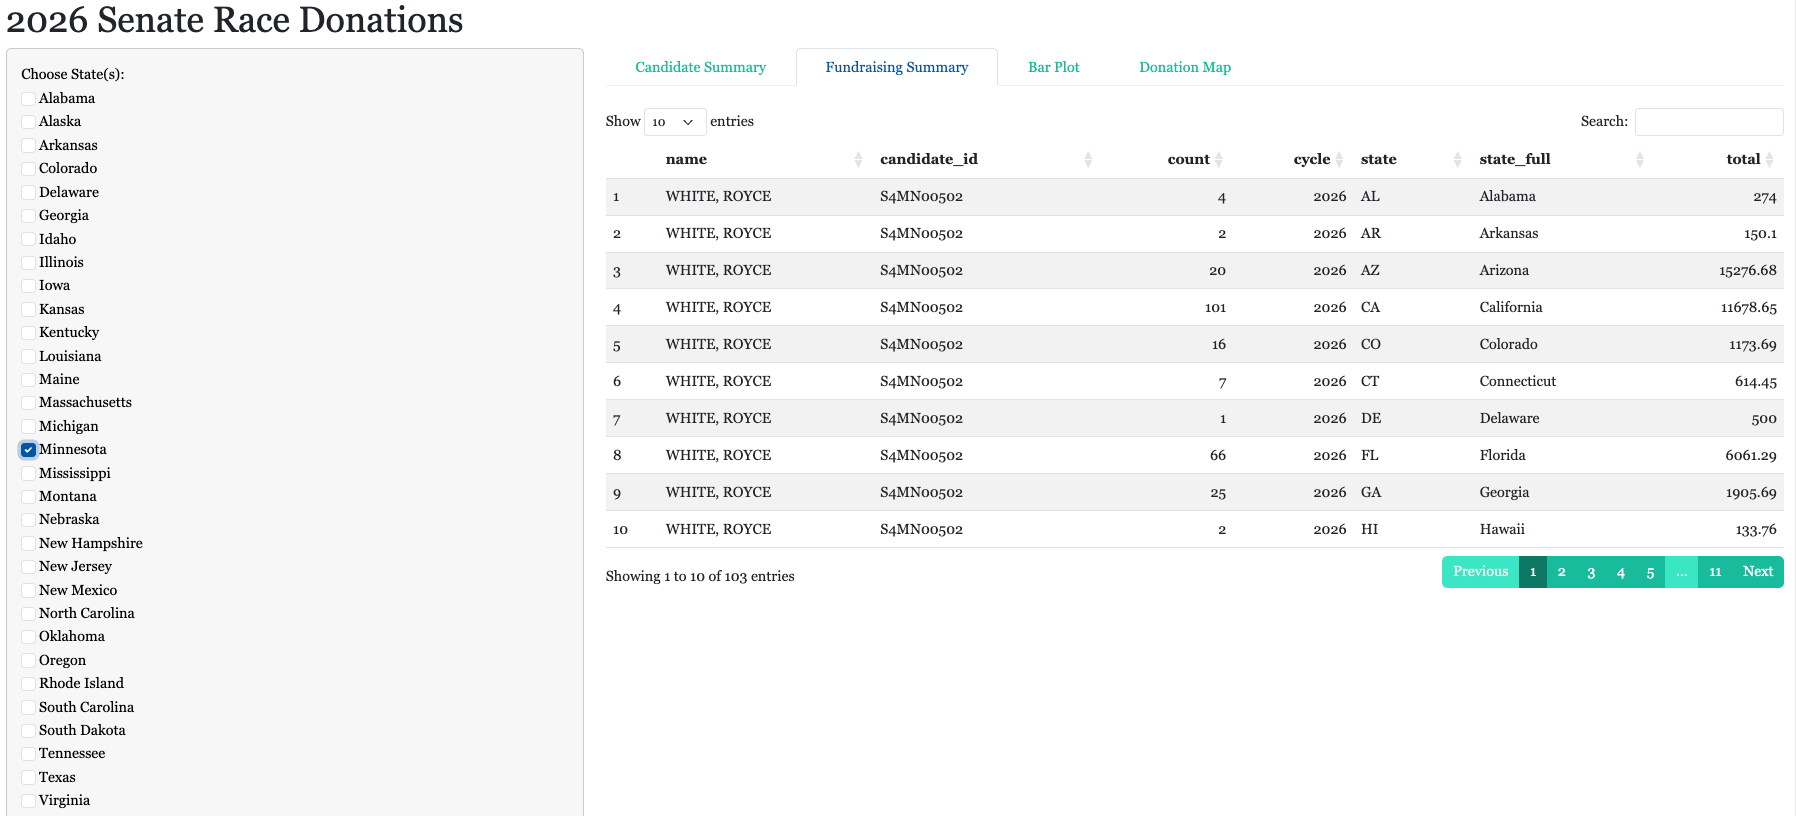 2026 Senate Race Donations
Choose State(s):
Alabama
Alaska
Arkansas
Colorado
Delaware
Georgia
Idaho
Illinois
Iowa
Kansas
Kentucky
Louisiana
Maine
Massachusetts
Michigan
Minnesota
Mississippi
Montana
Nebraska
New Hampshire
New Jersey
New Mexico
North Carolina
Oklahoma
Oregon
Rhode Island
South Carolina
South Dakota
Tennessee
Texas
Virginia
Candidate Summary Fundraising Summary Bar Plot Donation Map
Show 10 entries Search:
name candidate_id count cycle state state_full total
1 WHITE, ROYCE S4MN00502 4 2026 AL Alabama 274
2 WHITE, ROYCE S4MN00502 2 2026 AR Arkansas 150.1
3 WHITE, ROYCE S4MN00502 20 2026 AZ Arizona 15276.68
4 WHITE, ROYCE S4MN00502 101 2026 CA California 11678.65
5 WHITE, ROYCE S4MN00502 16 2026 CO Colorado 1173.69
6 WHITE, ROYCE S4MN00502 7 2026 CT Connecticut 614.45
7 WHITE, ROYCE S4MN00502 1 2026 DE Delaware 500
8 WHITE, ROYCE S4MN00502 66 2026 FL Florida 6061.29
9 WHITE, ROYCE S4MN00502 25 2026 GA Georgia 1905.69
10 WHITE, ROYCE S4MN00502 2 2026 HI Hawaii 133.76
Showing 1 to 10 of 103 entries Previous 1 2 3 4 5 ... 11 Next